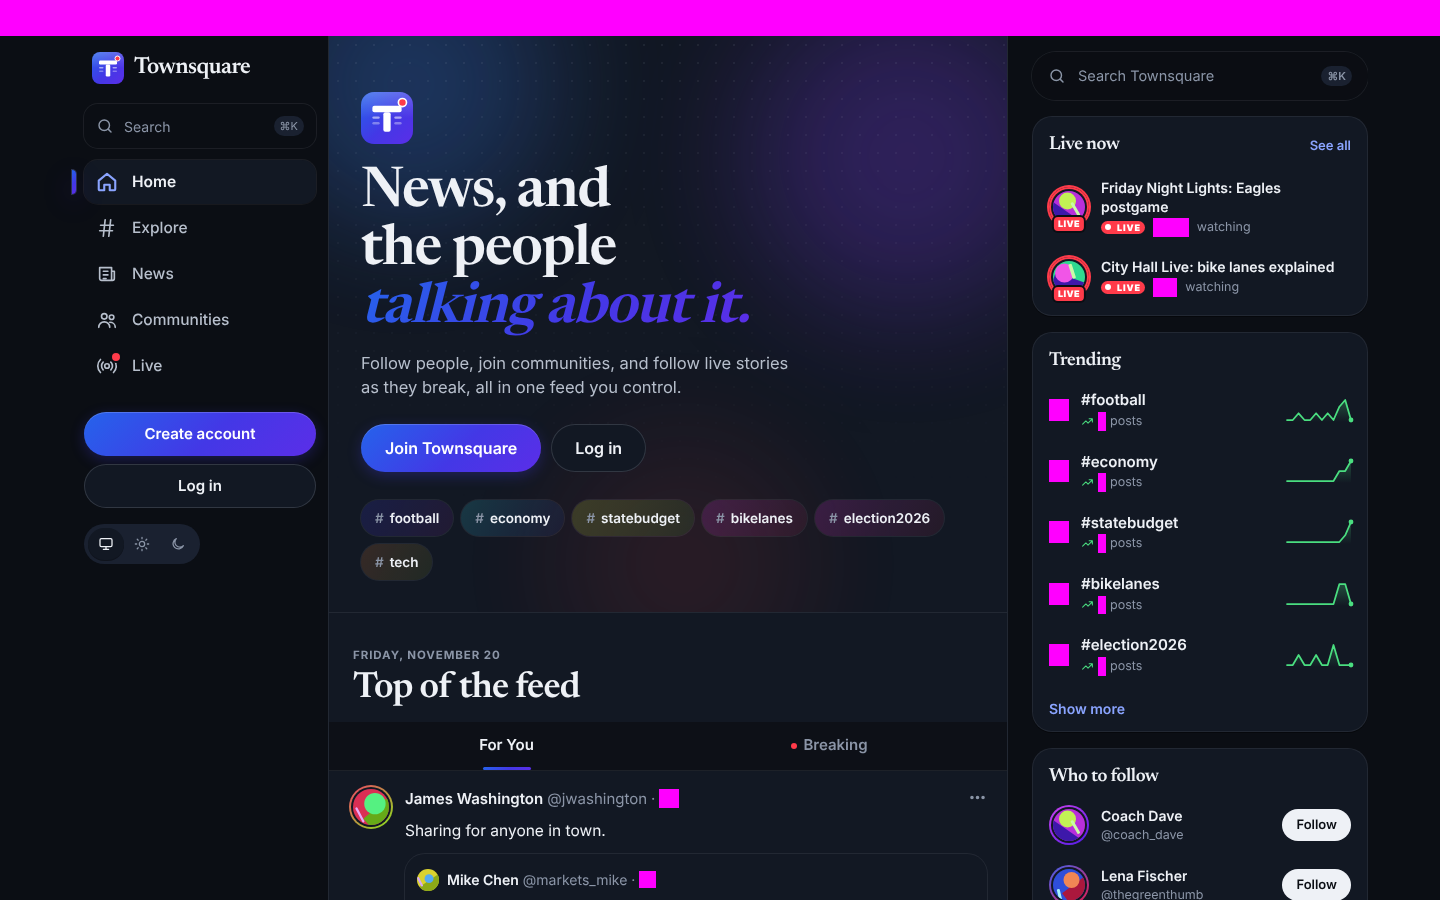 Townsquare
Search
⌘K
Home
Explore
News
Communities
Live
Create account
Log in
News, and
the people
talking about it.
Follow people, join communities, and follow live stories
as they break, all in one feed you control.
Join Townsquare
Log in
# football
# economy
# statebudget
# bikelanes
# election2026
# tech
FRIDAY, NOVEMBER 20
Top of the feed
For You
Breaking
James Washington @jwashington ·
Sharing for anyone in town.
Mike Chen @markets_mike ·
Search Townsquare
⌘K
Live now
See all
Friday Night Lights: Eagles
postgame
LIVE
LIVE
watching
City Hall Live: bike lanes explained
LIVE
LIVE
watching
Trending
#football
posts
#economy
posts
#statebudget
posts
#bikelanes
posts
#election2026
posts
Show more
Who to follow
Coach Dave
@coach_dave
Follow
Lena Fischer
@thegreenthumb
Follow